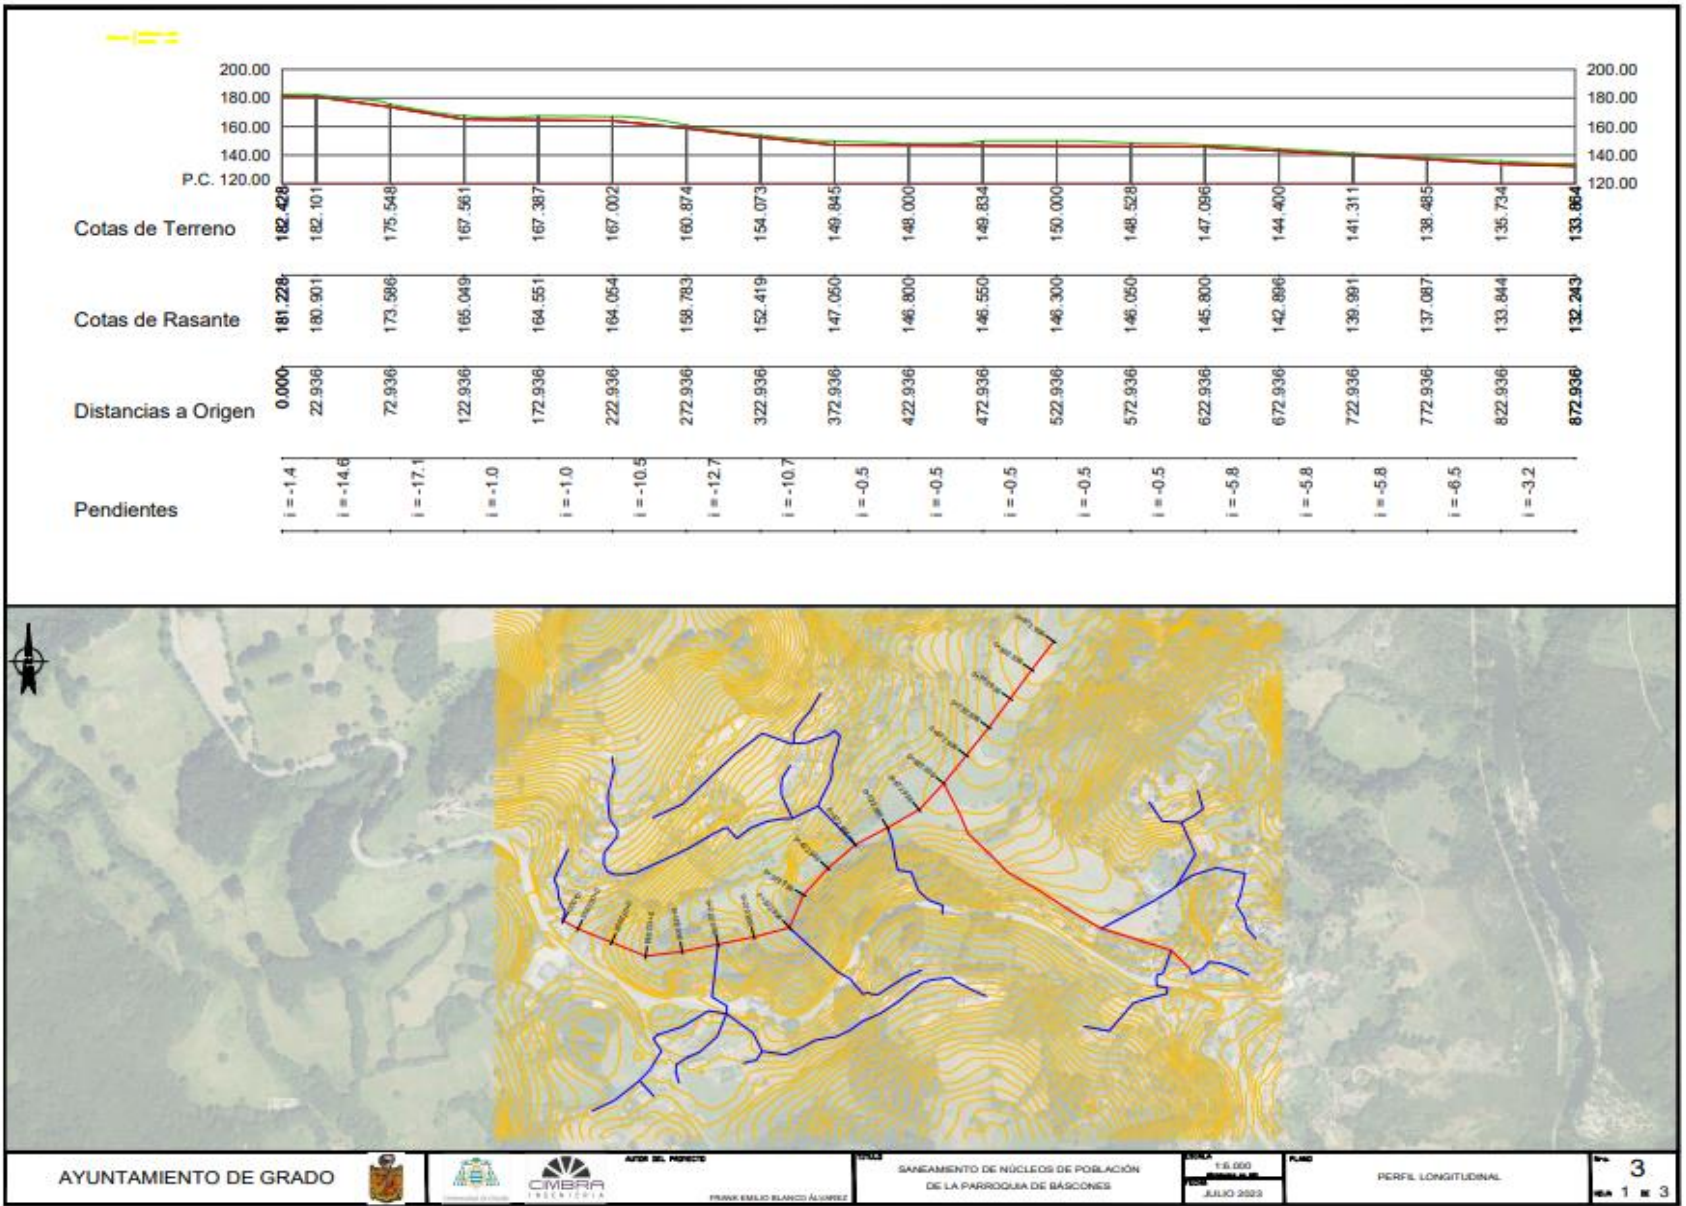 200.00 200.00
180.00 180.00
160.00 160.00
140.00 140.00
P.C. 120.00 120.00
Cotas de Terreno 182.428 182.101 175.548 167.561 167.387 167.002 160.874 154.073 149.845 148.000 149.834 150.000 148.528 147.096 144.400 141.311 138.485 135.734 133.864
Cotas de Rasante 181.228 180.901 173.586 165.049 164.551 164.054 158.783 152.419 147.050 146.800 146.550 146.300 146.050 145.800 142.896 139.991 137.087 133.844 132.243
Distancias a Origen 0.000 22.936 72.936 122.936 172.936 222.936 272.936 322.936 372.936 422.936 472.936 522.936 572.936 622.936 672.936 722.936 772.936 822.936 872.936
Pendientes i = -1.4 i = -14.6 i = -17.1 i = -1.0 i = -1.0 i = -10.5 i = -12.7 i = -10.7 i = -0.5 i = -0.5 i = -0.5 i = -0.5 i = -0.5 i = -5.8 i = -5.8 i = -5.8 i = -6.5 i = -3.2
AYUNTAMIENTO DE GRADO
Universidad de Oviedo
CIMBRA
INGENIERÍA
AUTOR DEL PROYECTO
FRANK EMILIO BLANCO ÁLVAREZ
TÍTULO
SANEAMIENTO DE NÚCLEOS DE POBLACIÓN
DE LA PARROQUIA DE BÁSCONES
ESCALA
1:5.000
FECHA
JULIO 2023
PLANO
PERFIL LONGITUDINAL
Nro. 3
HOJA 1 DE 3